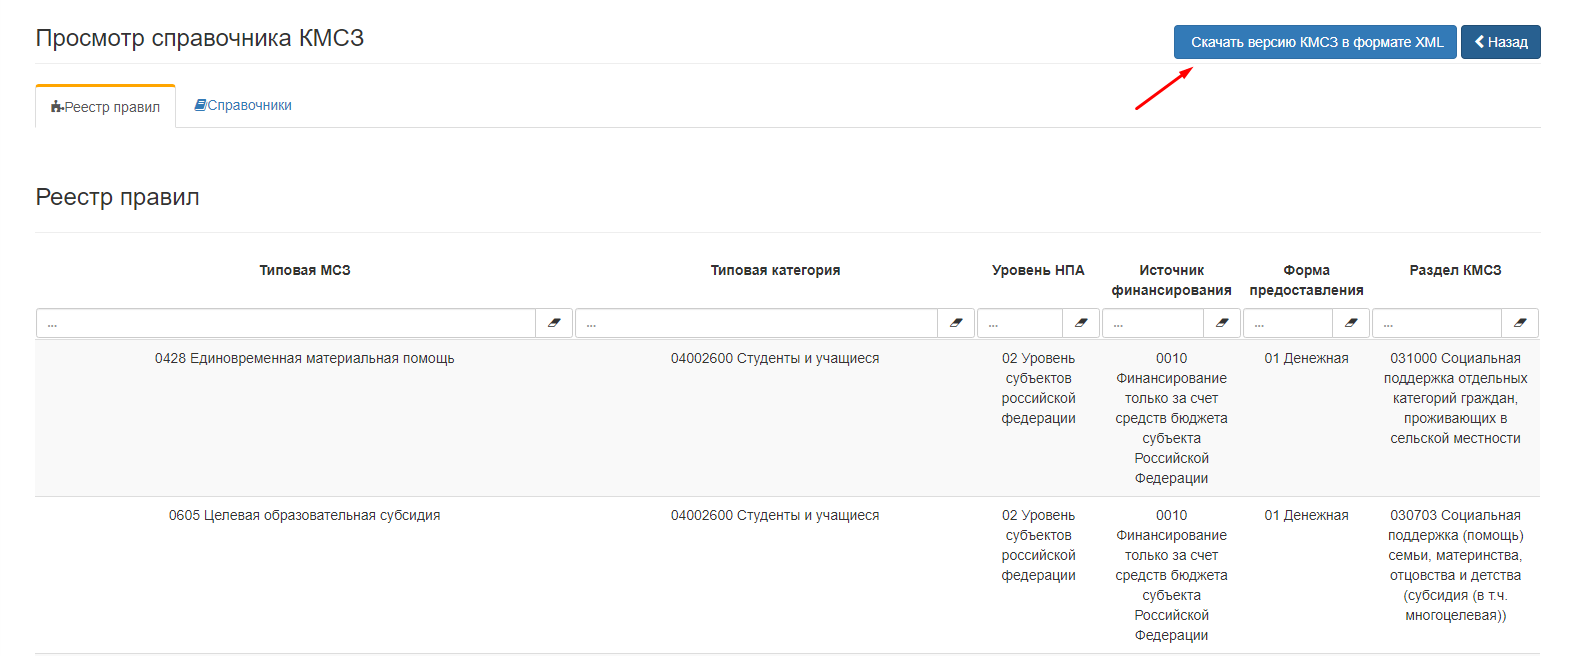 Просмотр справочника КМСЗ
Скачать версию КМСЗ в формате XML
Назад
Реестр правил
Справочники
Реестр правил
Типовая МСЗ
Типовая категория
Уровень НПА
Источник
финансирования
Форма
предоставления
Раздел КМСЗ
...
...
...
...
...
...
0428 Единовременная материальная помощь
04002600 Студенты и учащиеся
02 Уровень
субъектов
российской
федерации
0010
Финансирование
только за счет
средств бюджета
субъекта
Российской
Федерации
01 Денежная
031000 Социальная
поддержка отдельных
категорий граждан,
проживающих в
сельской местности
0605 Целевая образовательная субсидия
04002600 Студенты и учащиеся
02 Уровень
субъектов
российской
федерации
0010
Финансирование
только за счет
средств бюджета
субъекта
Российской
Федерации
01 Денежная
030703 Социальная
поддержка (помощь)
семьи, материнства,
отцовства и детства
(субсидия (в т.ч.
многоцелевая))